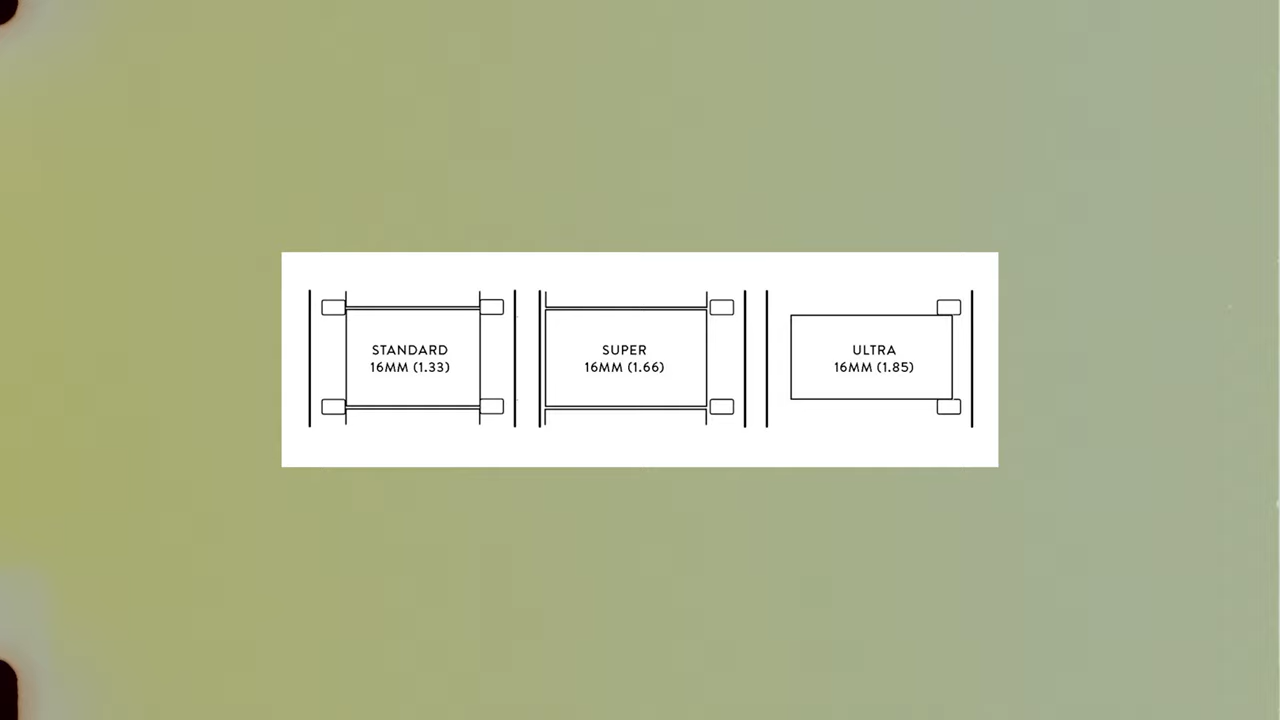 STANDARD
16MM (1.33)
SUPER
16MM (1.66)
ULTRA
16MM (1.85)